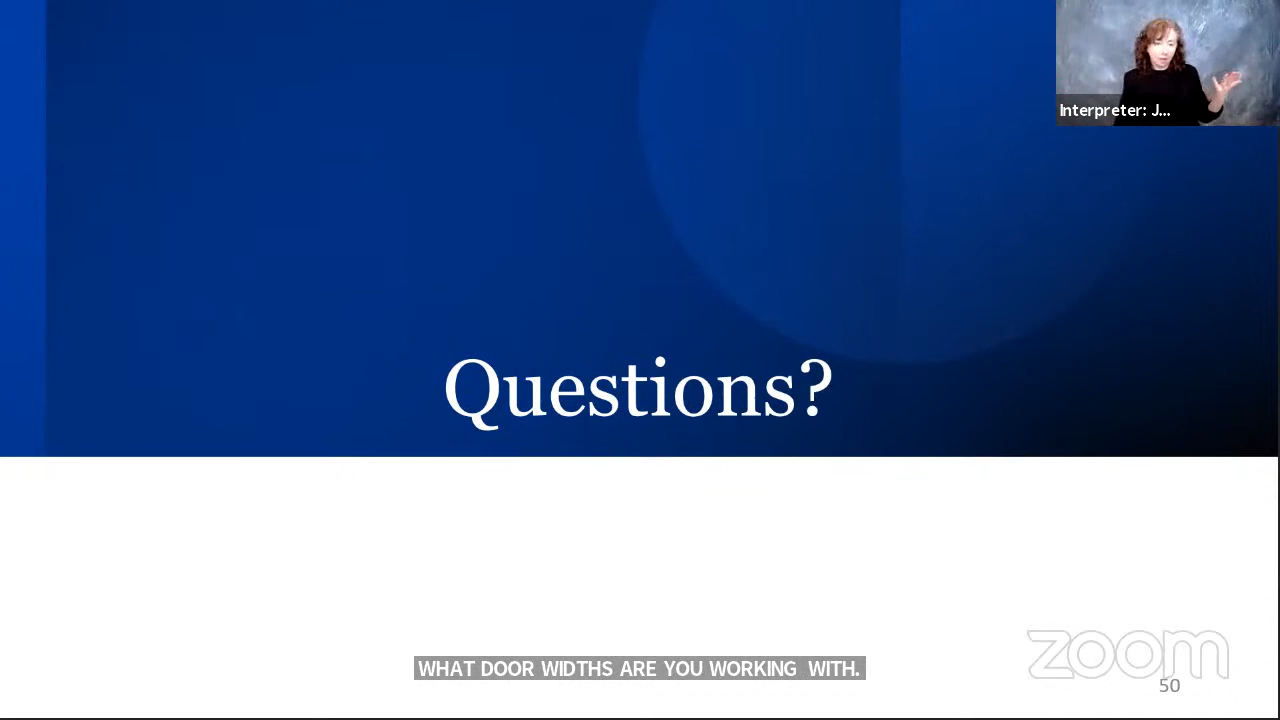 Interpreter: J...
Questions?
WHAT DOOR WIDTHS ARE YOU WORKING  WITH.
zoom
50